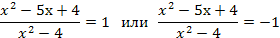 (x² − 5x + 4)/(x² − 4) = 1 или (x² − 5x + 4)/(x² − 4) = −1